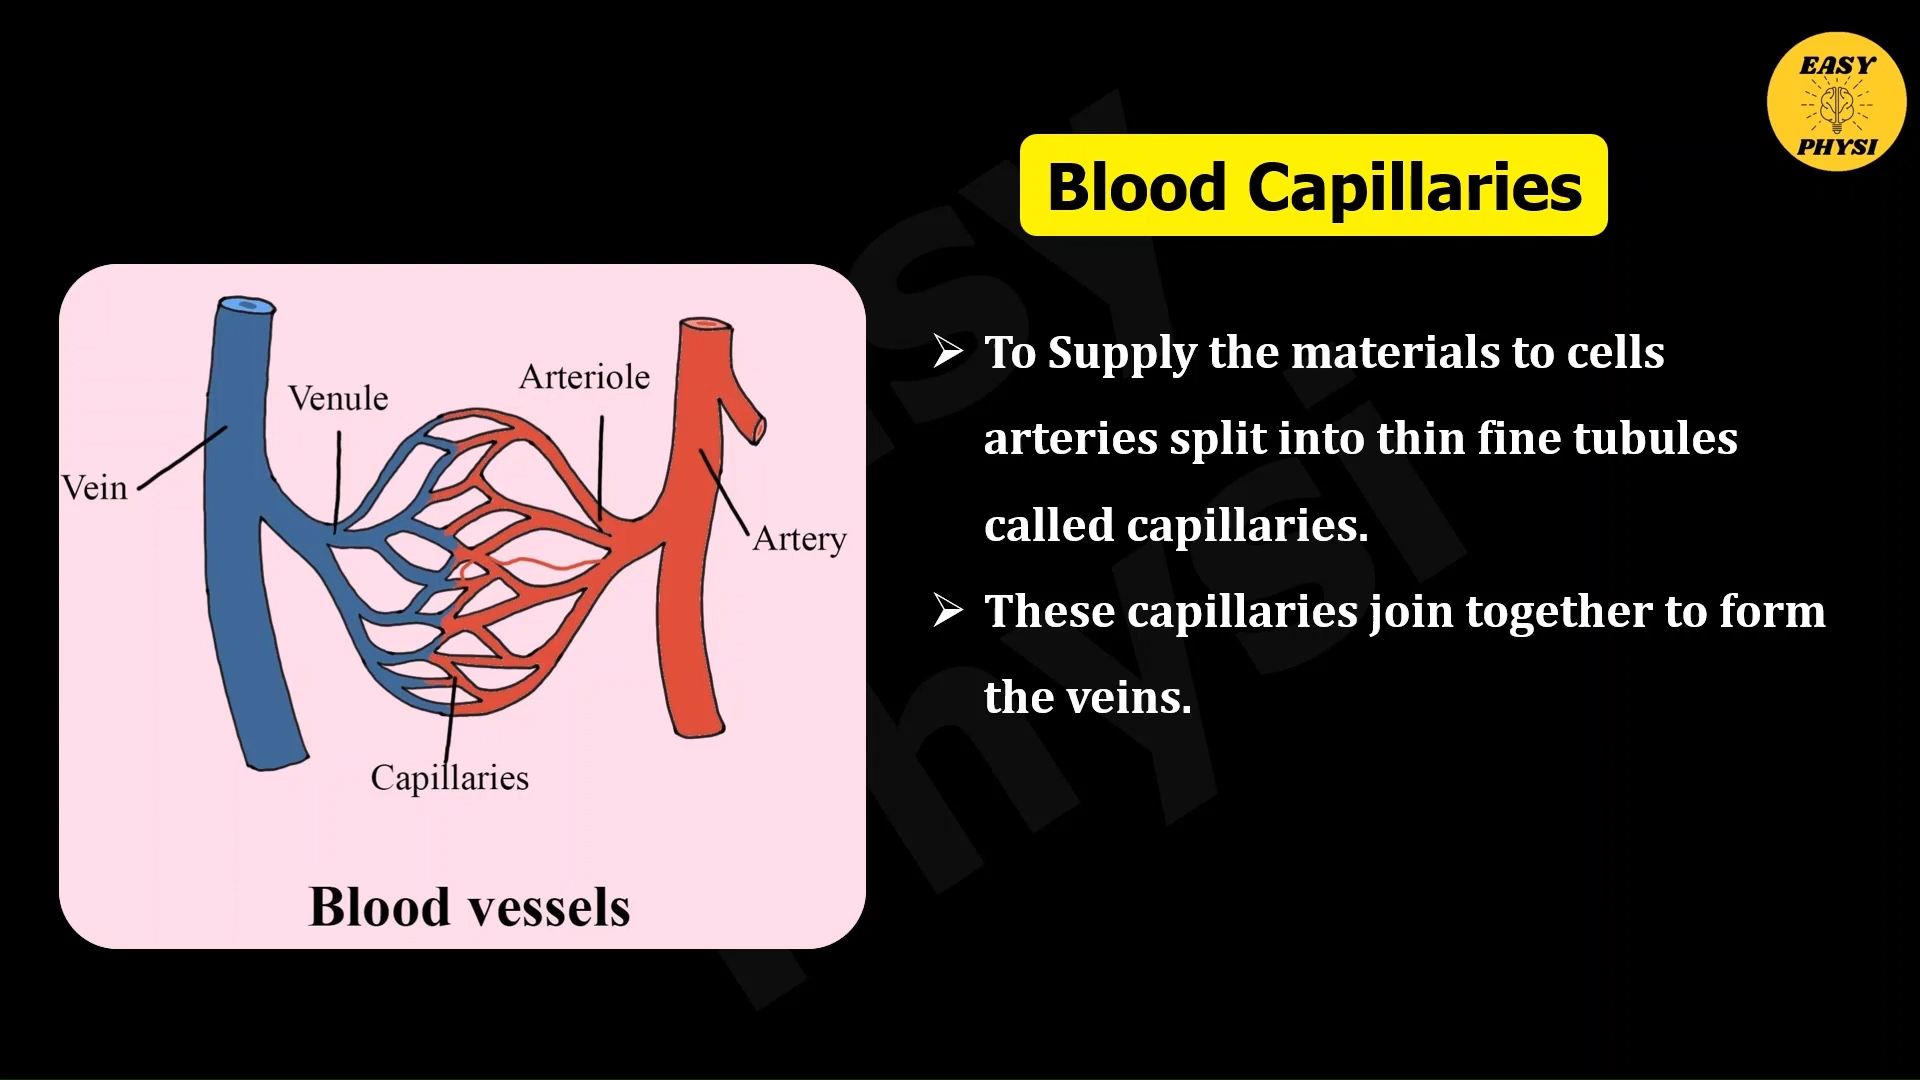 EASY
PHYSI
Blood Capillaries
Venule
Arteriole
Vein
Artery
Capillaries
Blood vessels
➢ To Supply the materials to cells
arteries split into thin fine tubules
called capillaries.
➢ These capillaries join together to form
the veins.